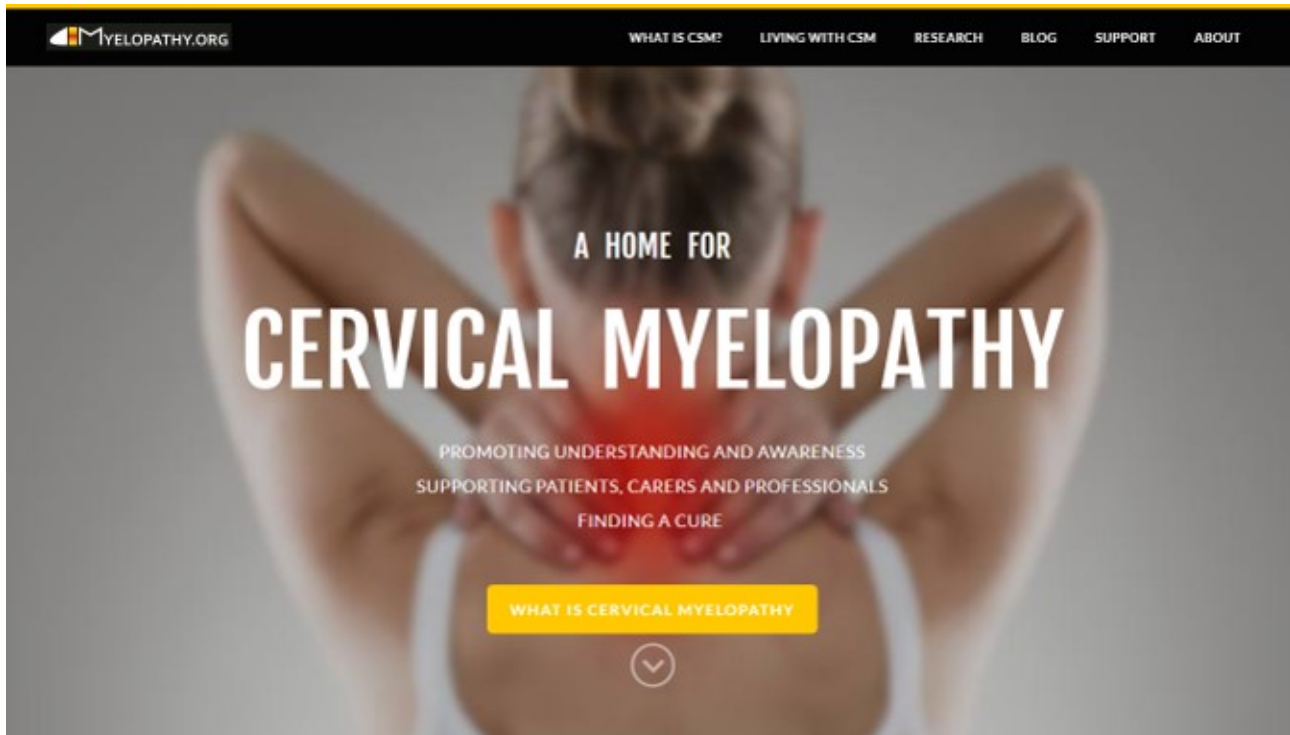 MYELOPATHY.ORG
WHAT IS CSM? LIVING WITH CSM RESEARCH BLOG SUPPORT ABOUT
A HOME FOR
CERVICAL MYELOPATHY
PROMOTING UNDERSTANDING AND AWARENESS
SUPPORTING PATIENTS, CARERS AND PROFESSIONALS
FINDING A CURE
WHAT IS CERVICAL MYELOPATHY